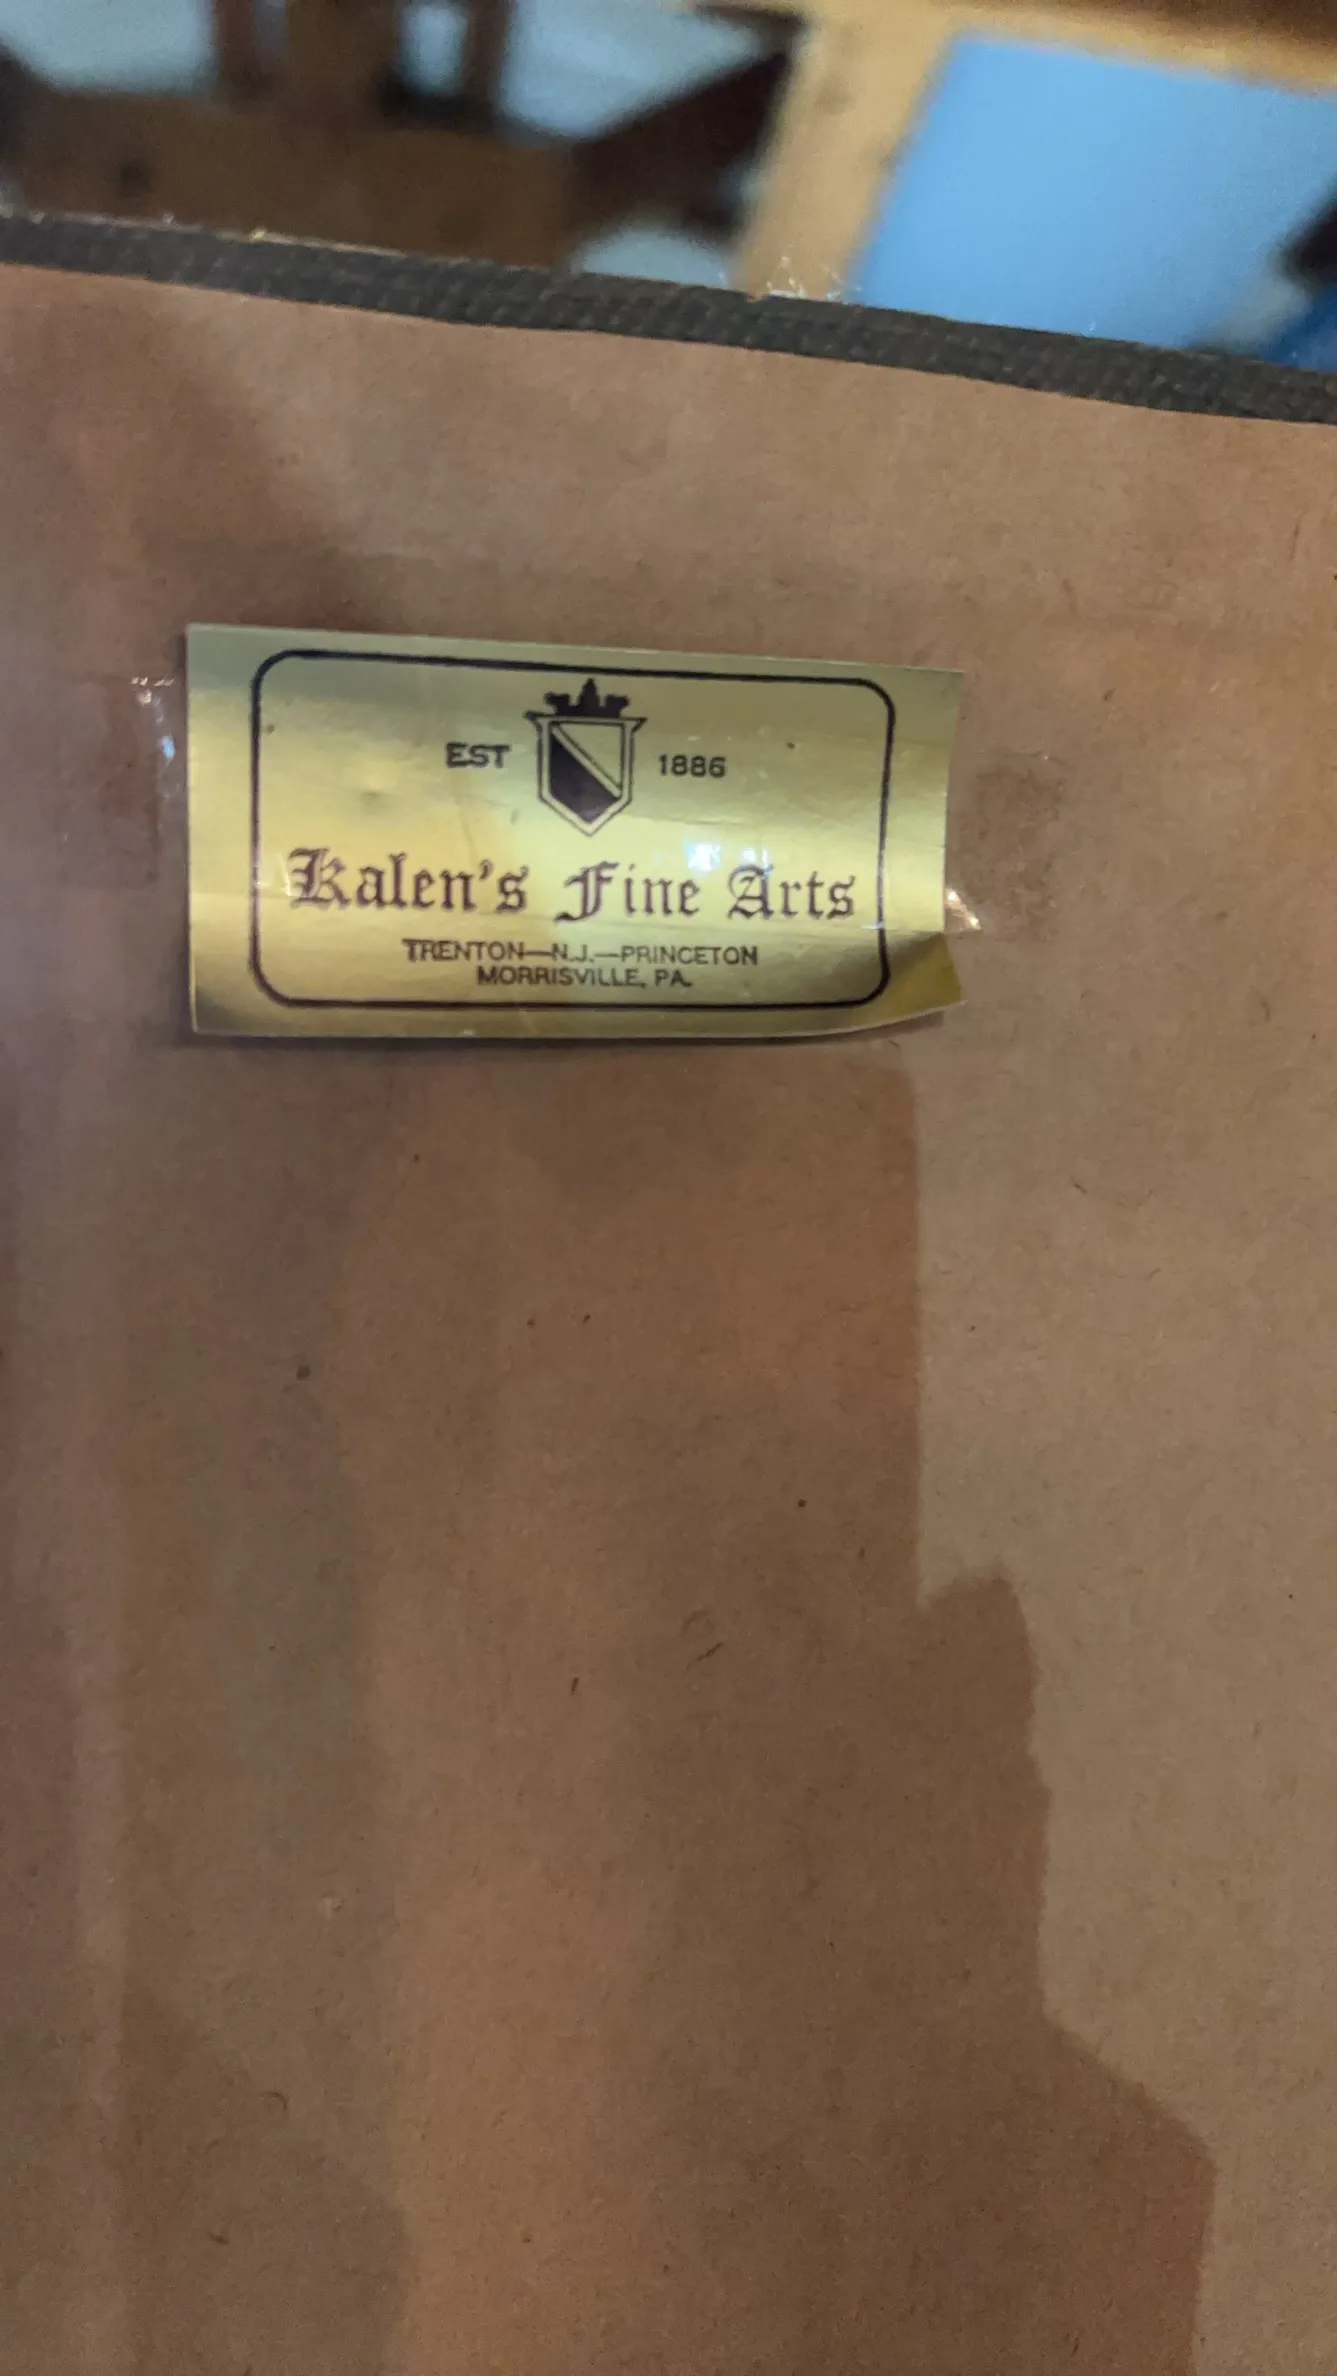 EST 1886
Kalen's Fine Arts
TRENTON—N.J.—PRINCETON
MORRISVILLE, PA.